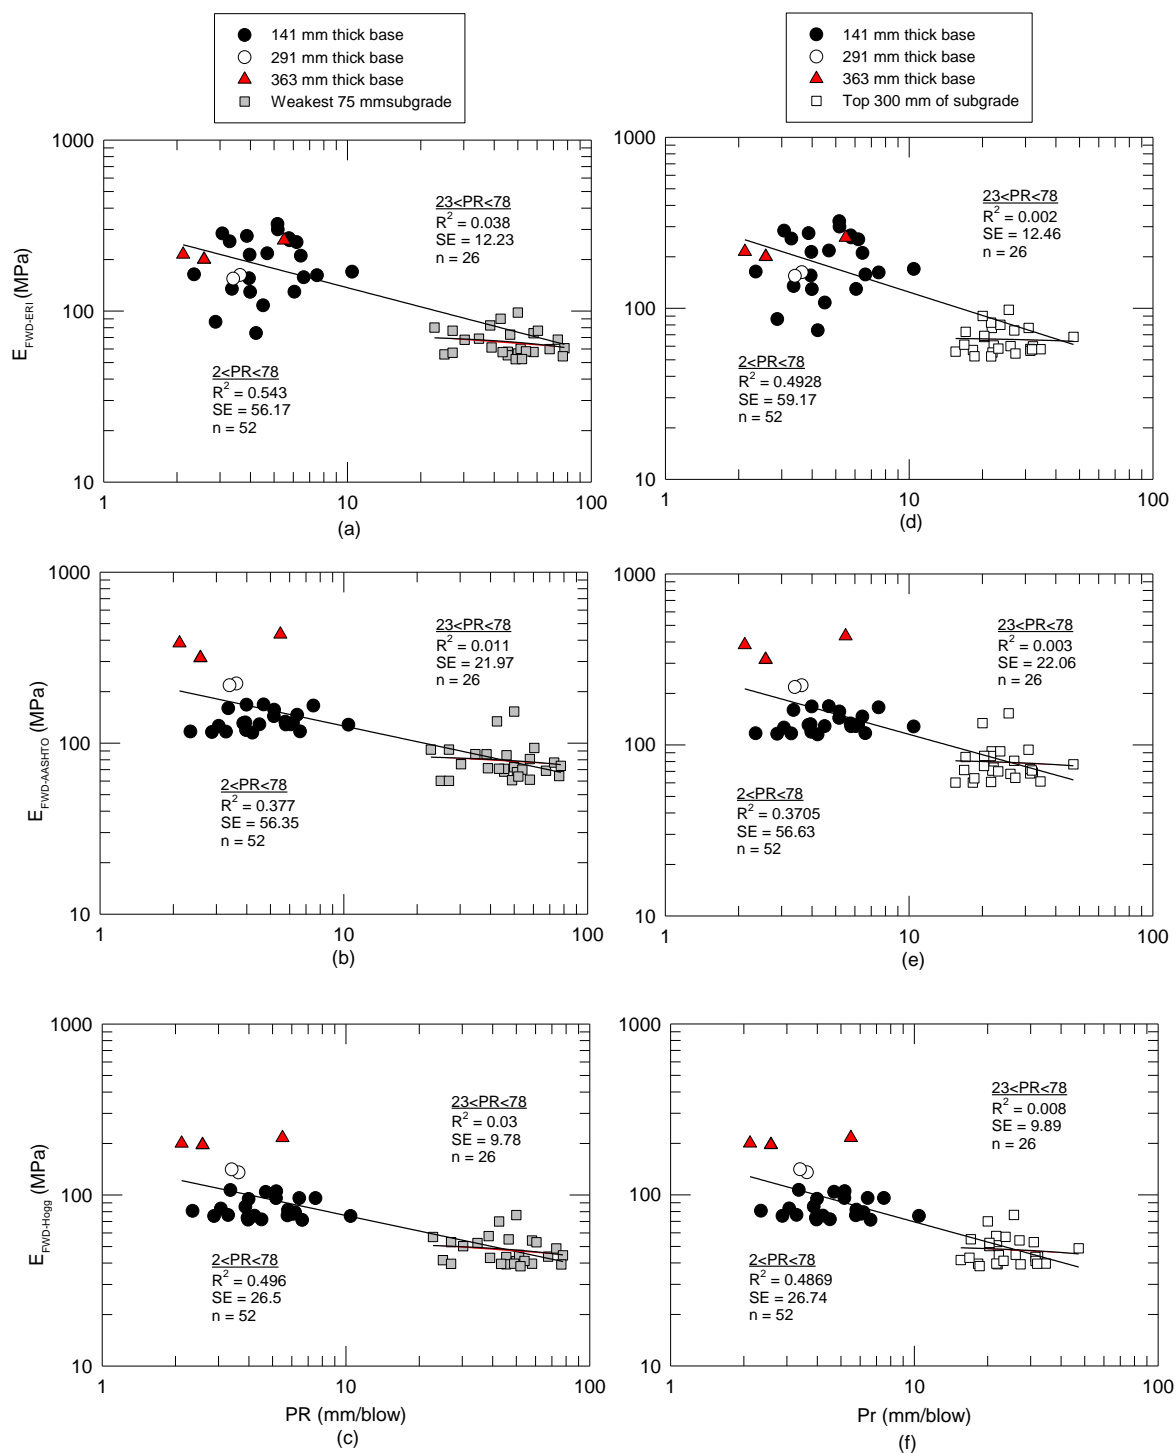 141 mm thick base
291 mm thick base
363 mm thick base
Weakest 75 mmsubgrade
141 mm thick base
291 mm thick base
363 mm thick base
Top 300 mm of subgrade
E FWD-ERI (MPa)
1000
100
10
1
10
100
23<PR<78
R² = 0.038
SE = 12.23
n = 26
2<PR<78
R² = 0.543
SE = 56.17
n = 52
(a)
1000
100
10
1
10
100
23<PR<78
R² = 0.002
SE = 12.46
n = 26
2<PR<78
R² = 0.4928
SE = 59.17
n = 52
(d)
E FWD-AASHTO (MPa)
1000
100
10
1
10
100
23<PR<78
R² = 0.011
SE = 21.97
n = 26
2<PR<78
R² = 0.377
SE = 56.35
n = 52
(b)
1000
100
10
1
10
100
23<PR<78
R² = 0.003
SE = 22.06
n = 26
2<PR<78
R² = 0.3705
SE = 56.63
n = 52
(e)
E FWD-Hogg (MPa)
1000
100
10
1
10
100
23<PR<78
R² = 0.03
SE = 9.78
n = 26
2<PR<78
R² = 0.496
SE = 26.5
n = 52
PR (mm/blow)
(c)
1000
100
10
1
10
100
23<PR<78
R² = 0.008
SE = 9.89
n = 26
2<PR<78
R² = 0.4869
SE = 26.74
n = 52
Pr (mm/blow)
(f)